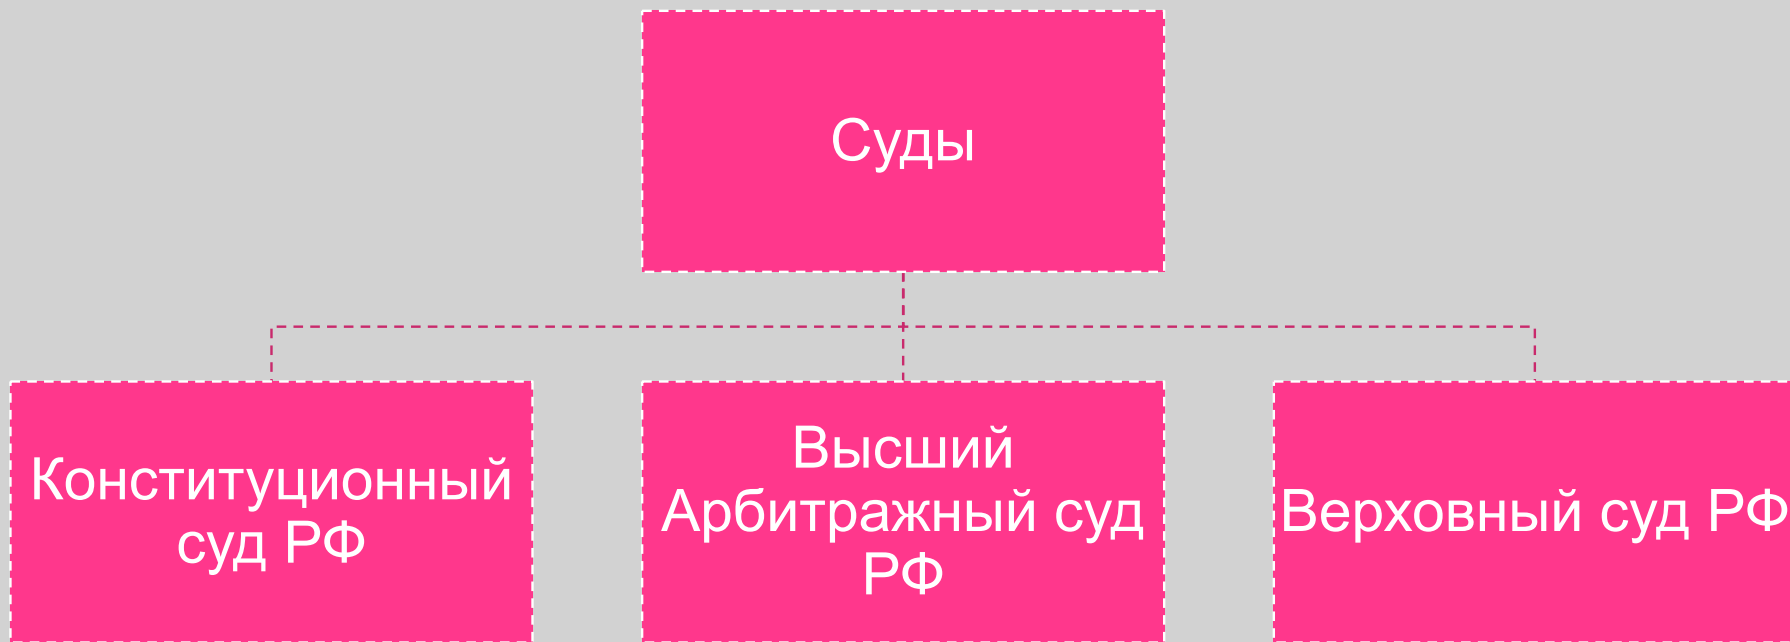 Суды
Конституционный
суд РФ
Высший
Арбитражный суд
РФ
Верховный суд РФ